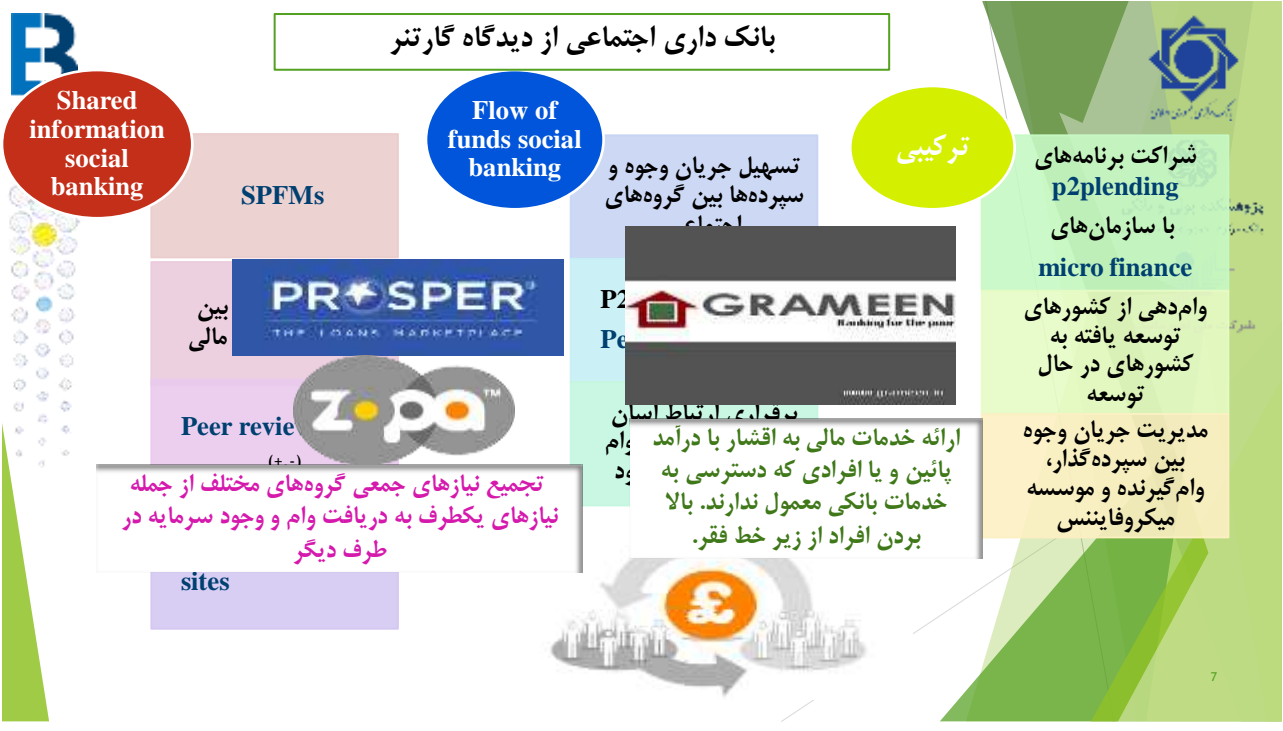 بانک داری اجتماعی از دیدگاه گارتنر
Shared
information
social
banking
SPFMs
بین
مالی
Peer revie
(+,-)
sites
PROSPER
THE LOANS MARKETPLACE
ZOPA™
تجمیع نیازهای جمعی گروه‌های مختلف از جمله
نیازهای یکطرف به دریافت وام و وجود سرمایه در
طرف دیگر
Flow of
funds social
banking
تسهیل جریان وجوه و
سپرده‌ها بین گروه‌های
P2
Pe
برقراری ارتباط آسان
وام
ود
GRAMEEN
Banking for the poor
ارائه خدمات مالی به اقشار با درآمد
پائین و یا افرادی که دسترسی به
خدمات بانکی معمول ندارند. بالا
بردن افراد از زیر خط فقر.
£
ترکیبی
شراکت برنامه‌های
p2plending
با سازمان‌های
micro finance
وام‌دهی از کشورهای
توسعه یافته به
کشورهای در حال
توسعه
مدیریت جریان وجوه
بین سپرده‌گذار،
وام‌گیرنده و موسسه
میکروفایننس
7